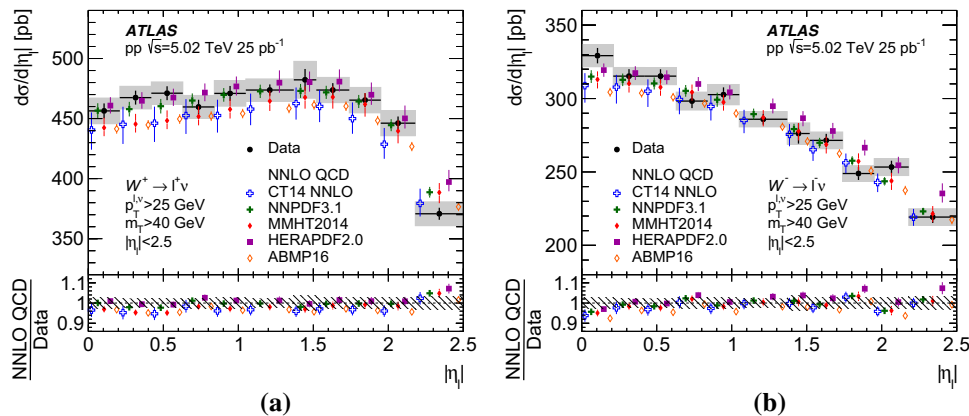 dσ/d|η_l| [pb]
ATLAS
pp √s=5.02 TeV 25 pb⁻¹
500
450
400
350
Data
NNLO QCD
CT14 NNLO
NNPDF3.1
MMHT2014
HERAPDF2.0
ABMP16
W⁺ → l⁺ν
p_T^{l,ν}>25 GeV
m_T>40 GeV
|η_l|<2.5
NNLO QCD
Data
1.1
1
0.9
0 0.5 1 1.5 2 2.5
|η_l|
(a)
dσ/d|η_l| [pb]
ATLAS
pp √s=5.02 TeV 25 pb⁻¹
350
300
250
200
Data
NNLO QCD
CT14 NNLO
NNPDF3.1
MMHT2014
HERAPDF2.0
ABMP16
W⁻ → l⁻ν
p_T^{l,ν}>25 GeV
m_T>40 GeV
|η_l|<2.5
NNLO QCD
Data
1.1
1
0.9
0 0.5 1 1.5 2 2.5
|η_l|
(b)